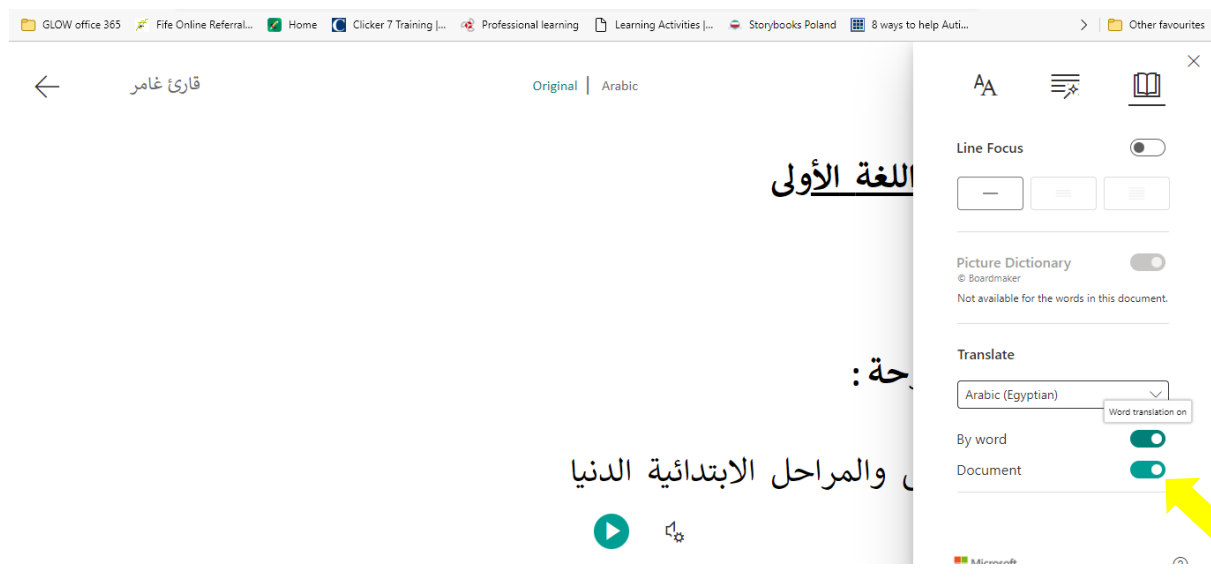 GLOW office 365 Fife Online Referral... Home Clicker 7 Training |... Professional learning Learning Activities |... Storybooks Poland 8 ways to help Auti... Other favourites
قارئ غامر
Original | Arabic
اللغة الأولى
:
والمراحل الابتدائية الدنيا
AA
Line Focus
Picture Dictionary
© Boardmaker
Not available for the words in this document.
Translate
Arabic (Egyptian)
Word translation on
By word
Document
Microsoft